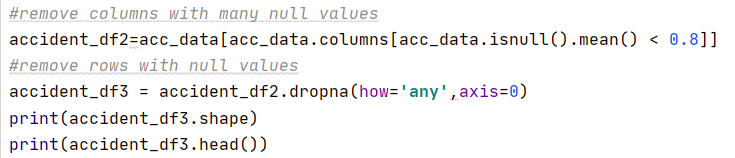 #remove columns with many null values
accident_df2=acc_data[acc_data.columns[acc_data.isnull().mean() < 0.8]]
#remove rows with null values
accident_df3 = accident_df2.dropna(how='any',axis=0)
print(accident_df3.shape)
print(accident_df3.head())